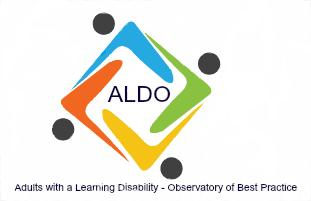 ALDO
Adults with a Learning Disability - Observatory of Best Practice